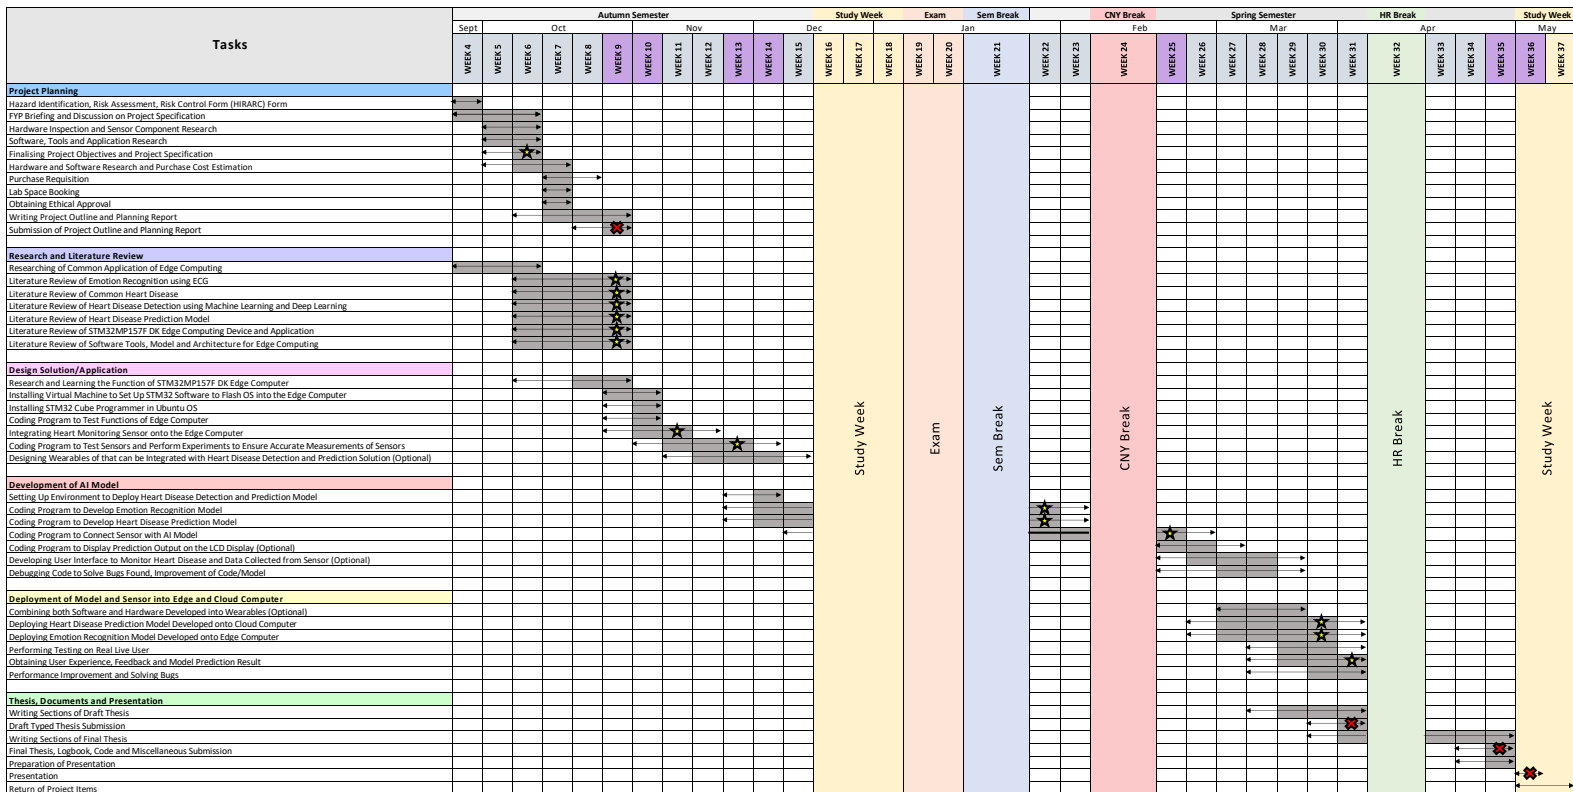 Autumn Semester Study Week Exam Sem Break CNY Break Spring Semester HR Break Study Week
Sept Oct Nov Dec Jan Feb Mar Apr May
Tasks
WEEK 4 WEEK 5 WEEK 6 WEEK 7 WEEK 8 WEEK 9 WEEK 10 WEEK 11 WEEK 12 WEEK 13 WEEK 14 WEEK 15 WEEK 16 WEEK 17 WEEK 18 WEEK 19 WEEK 20 WEEK 21 WEEK 22 WEEK 23 WEEK 24 WEEK 25 WEEK 26 WEEK 27 WEEK 28 WEEK 29 WEEK 30 WEEK 31 WEEK 32 WEEK 33 WEEK 34 WEEK 35 WEEK 36 WEEK 37
Project Planning
Hazard Identification, Risk Assessment, Risk Control Form (HIRARC) Form
FYP Briefing and Discussion on Project Specification
Hardware Inspection and Sensor Component Research
Software, Tools and Application Research
Finalising Project Objectives and Project Specification
Hardware and Software Research and Purchase Cost Estimation
Purchase Requisition
Lab Space Booking
Obtaining Ethical Approval
Writing Project Outline and Planning Report
Submission of Project Outline and Planning Report
Research and Literature Review
Researching of Common Application of Edge Computing
Literature Review of Emotion Recognition using ECG
Literature Review of Common Heart Disease
Literature Review of Heart Disease Detection using Machine Learning and Deep Learning
Literature Review of Heart Disease Prediction Model
Literature Review of STM32MP157F DK Edge Computing Device and Application
Literature Review of Software Tools, Model and Architecture for Edge Computing
Design Solution/Application
Research and Learning the Function of STM32MP157F DK Edge Computer
Installing Virtual Machine to Set Up STM32 Software to Flash OS into the Edge Computer
Installing STM32 Cube Programmer in Ubuntu OS
Coding Program to Test Functions of Edge Computer
Integrating Heart Monitoring Sensor onto the Edge Computer
Coding Program to Test Sensors and Perform Experiments to Ensure Accurate Measurements of Sensors
Designing Wearables of that can be Integrated with Heart Disease Detection and Prediction Solution (Optional)
Study Week
Exam
Sem Break
CNY Break
HR Break
Study Week
Development of AI Model
Setting Up Environment to Deploy Heart Disease Detection and Prediction Model
Coding Program to Develop Emotion Recognition Model
Coding Program to Develop Heart Disease Prediction Model
Coding Program to Connect Sensor with AI Model
Coding Program to Display Prediction Output on the LCD Display (Optional)
Developing User Interface to Monitor Heart Disease and Data Collected from Sensor (Optional)
Debugging Code to Solve Bugs Found, Improvement of Code/Model
Deployment of Model and Sensor into Edge and Cloud Computer
Combining both Software and Hardware Developed into Wearables (Optional)
Deploying Heart Disease Prediction Model Developed onto Cloud Computer
Deploying Emotion Recognition Model Developed onto Edge Computer
Performing Testing on Real Live User
Obtaining User Experience, Feedback and Model Prediction Result
Performance Improvement and Solving Bugs
Thesis, Documents and Presentation
Writing Sections of Draft Thesis
Draft Typed Thesis Submission
Writing Sections of Final Thesis
Final Thesis, Logbook, Code and Miscellaneous Submission
Preparation of Presentation
Presentation
Return of Project Items